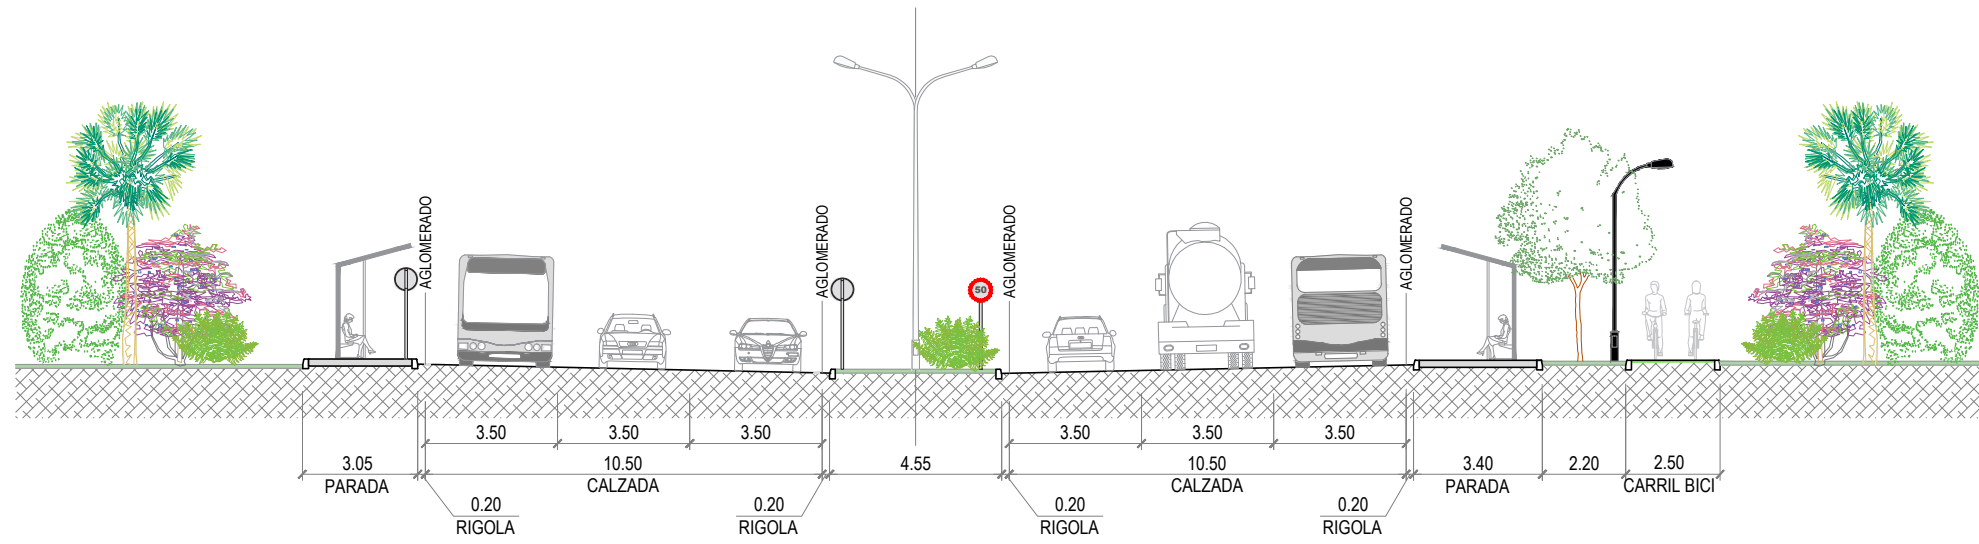 AGLOMERADO
AGLOMERADO
AGLOMERADO
AGLOMERADO
50
3.50
3.50
3.50
3.50
3.50
3.50
3.05
10.50
4.55
10.50
3.40
2.20
2.50
PARADA
CALZADA
CALZADA
PARADA
CARRIL BICI
0.20
0.20
0.20
0.20
RIGOLA
RIGOLA
RIGOLA
RIGOLA